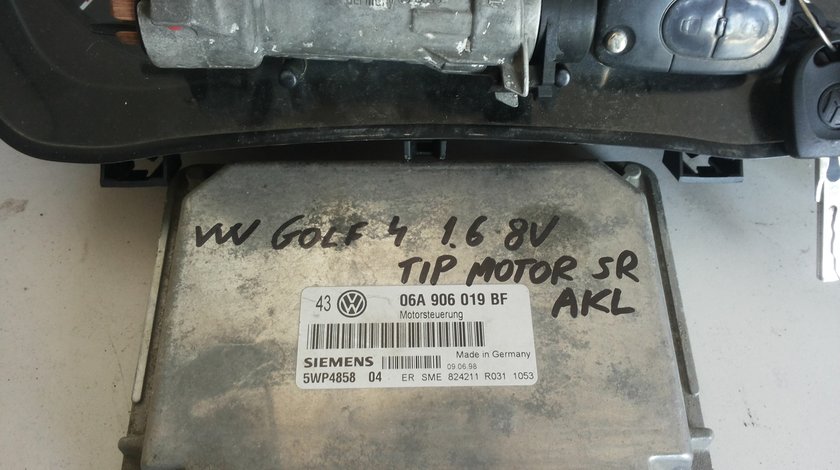 VW GOLF 4 1.6 8V
TIP MOTOR SR
AKL
43 06A 906 019 BF
Motorsteuerung
Made in Germany
SIEMENS 09.06.98
5WP4858 04 ER SME 824211 R031 1053